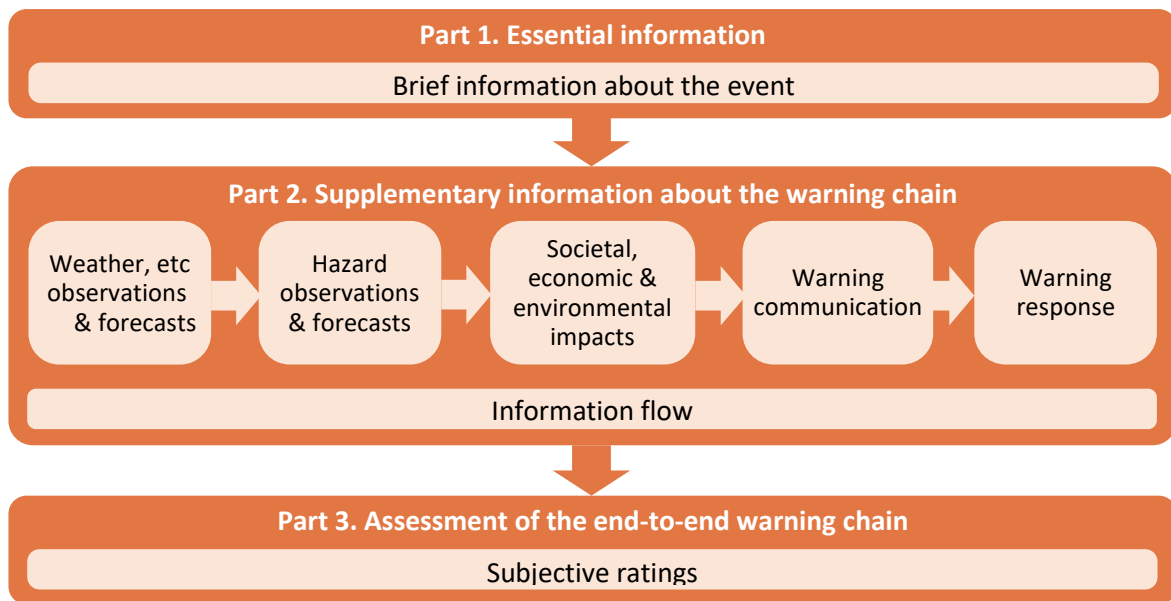 Part 1. Essential information
Brief information about the event
Part 2. Supplementary information about the warning chain
Weather, etc
observations
& forecasts
Hazard
observations
& forecasts
Societal,
economic &
environmental
impacts
Warning
communication
Warning
response
Information flow
Part 3. Assessment of the end-to-end warning chain
Subjective ratings